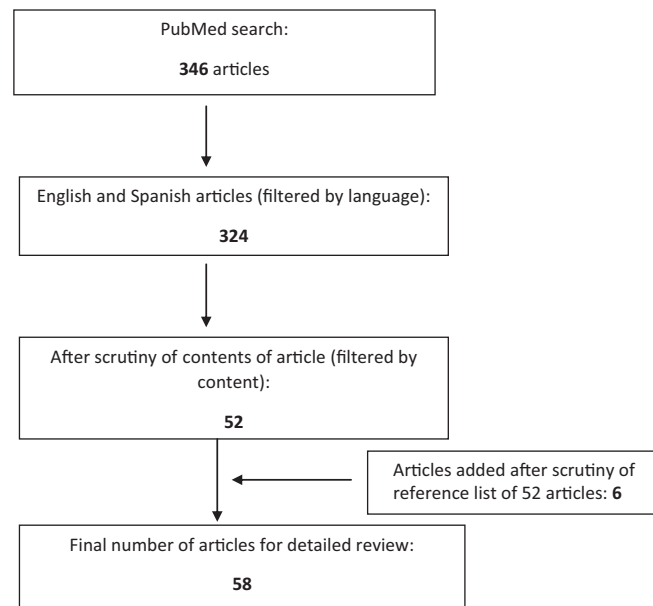 PubMed search:
346 articles
English and Spanish articles (filtered by language):
324
After scrutiny of contents of article (filtered by
content):
52
Articles added after scrutiny of
reference list of 52 articles: 6
Final number of articles for detailed review:
58